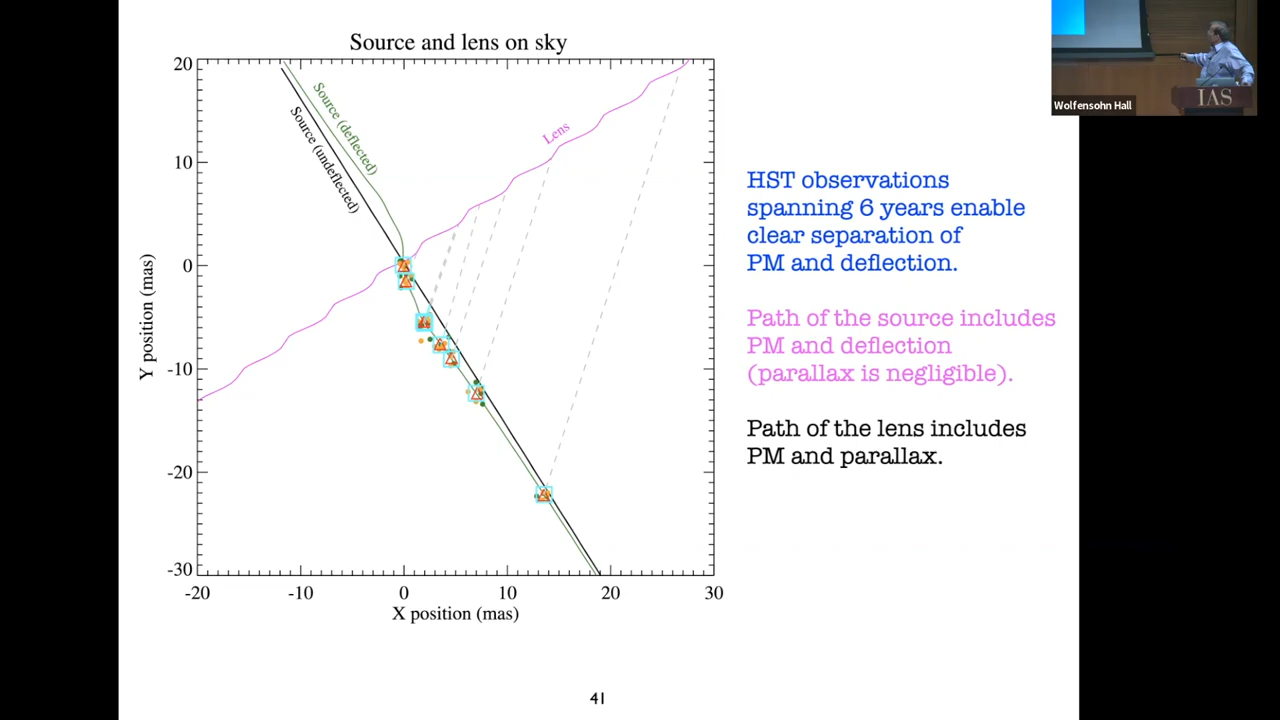 Source and lens on sky
20
10
0
-10
-20
-30
-20
-10
0
10
20
30
X position (mas)
Y position (mas)
Source (deflected)
Source (undeflected)
Lens
HST observations
spanning 6 years enable
clear separation of
PM and deflection.
Path of the source includes
PM and deflection
(parallax is negligible).
Path of the lens includes
PM and parallax.
41
IAS
Wolfensohn Hall